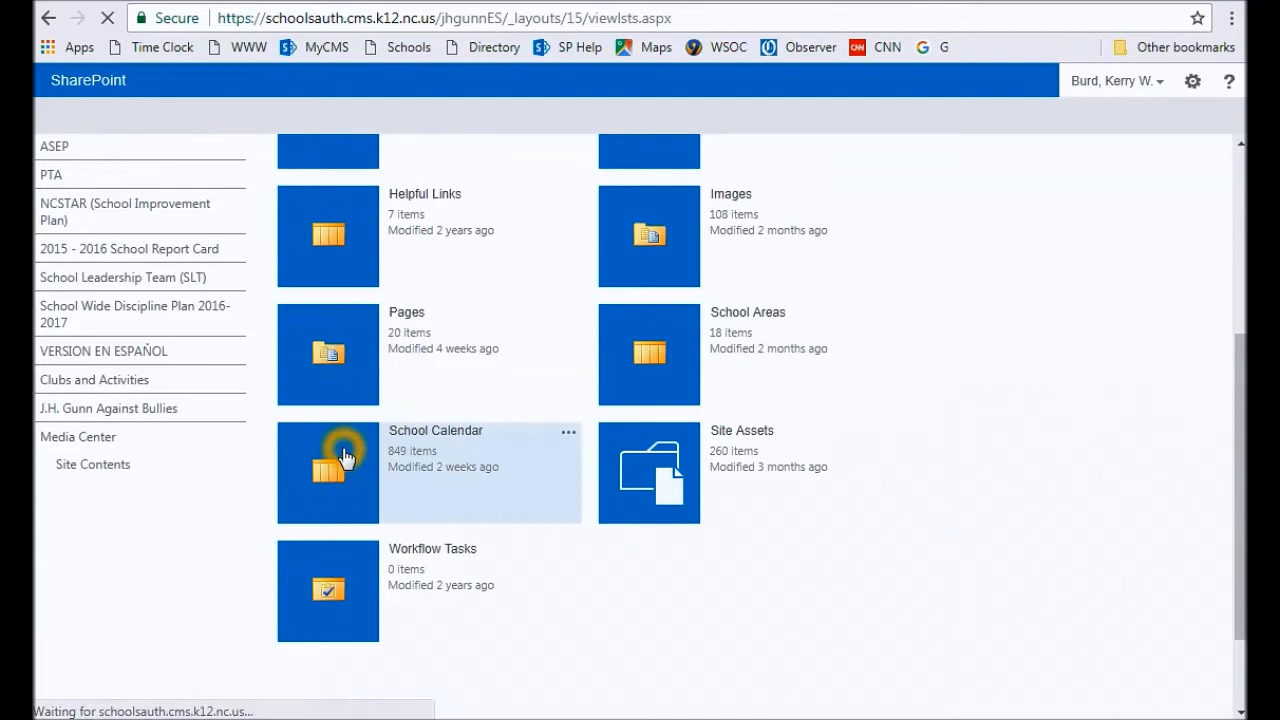 Secure https://schoolsauth.cms.k12.nc.us/jhgunnES/_layouts/15/viewlsts.aspx
Apps Time Clock WWW MyCMS Schools Directory SP Help Maps WSOC Observer CNN G Other bookmarks
SharePoint
Burd, Kerry W. ?
ASEP
PTA
NCSTAR (School Improvement
Plan)
2015 - 2016 School Report Card
School Leadership Team (SLT)
School Wide Discipline Plan 2016-
2017
VERSION EN ESPAÑOL
Clubs and Activities
J.H. Gunn Against Bullies
Media Center
Site Contents
Helpful Links
7 items
Modified 2 years ago
Images
108 items
Modified 2 months ago
Pages
20 items
Modified 4 weeks ago
School Areas
18 items
Modified 2 months ago
School Calendar
849 items
Modified 2 weeks ago
Site Assets
260 items
Modified 3 months ago
Workflow Tasks
0 items
Modified 2 years ago
Waiting for schoolsauth.cms.k12.nc.us...